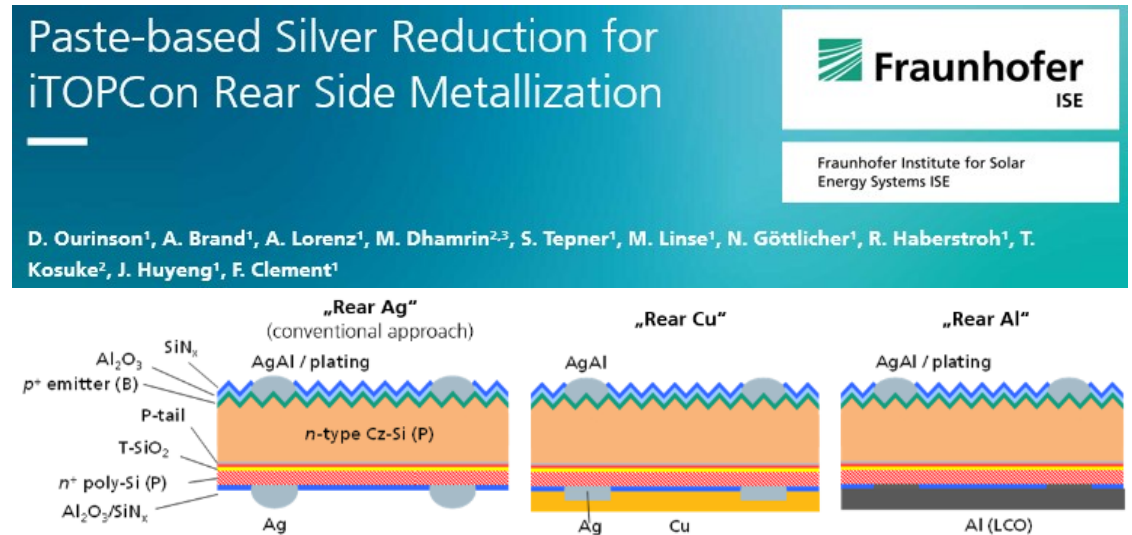 Paste-based Silver Reduction for
iTOPCon Rear Side Metallization
Fraunhofer
ISE
Fraunhofer Institute for Solar
Energy Systems ISE
D. Ourinson¹, A. Brand¹, A. Lorenz¹, M. Dhamrin²,³, S. Tepner¹, M. Linse¹, N. Göttlicher¹, R. Haberstroh¹, T.
Kosuke², J. Huyeng¹, F. Clement¹
„Rear Ag“
(conventional approach)
AgAl / plating
SiNₓ
Al₂O₃
p⁺ emitter (B)
P-tail
T-SiO₂
n⁺ poly-Si (P)
Al₂O₃/SiNₓ
n-type Cz-Si (P)
Ag
„Rear Cu“
AgAl
Ag
Cu
„Rear Al“
AgAl / plating
Al (LCO)